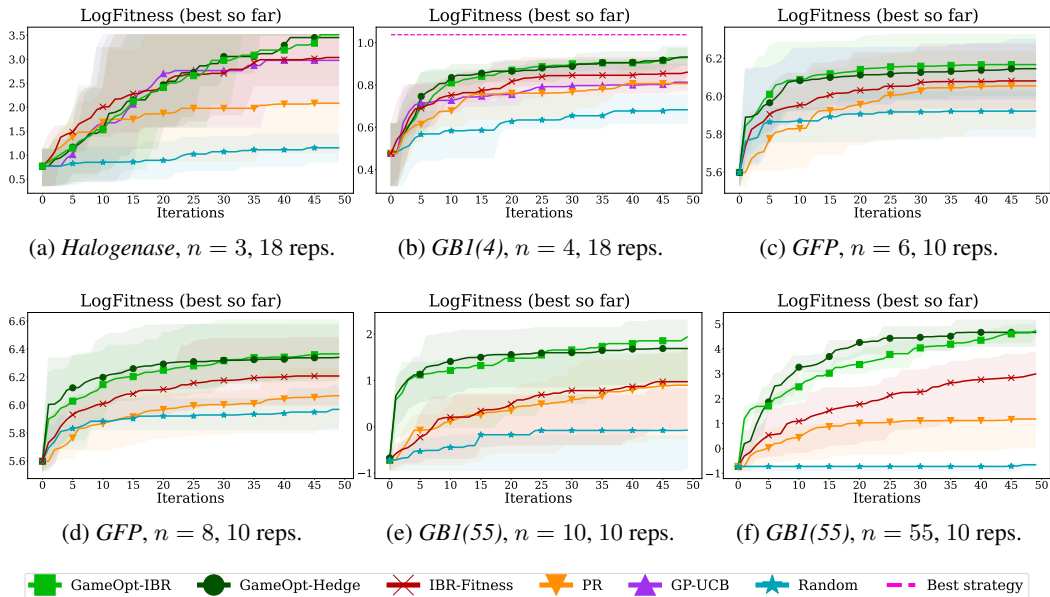 LogFitness (best so far)
3.5
3.0
2.5
2.0
1.5
1.0
0.5
0 5 10 15 20 25 30 35 40 45 50
Iterations
(a) Halogenase, n = 3, 18 reps.
LogFitness (best so far)
1.0
0.8
0.6
0.4
0 5 10 15 20 25 30 35 40 45 50
Iterations
(b) GB1(4), n = 4, 18 reps.
LogFitness (best so far)
6.2
6.0
5.8
5.6
0 5 10 15 20 25 30 35 40 45 50
Iterations
(c) GFP, n = 6, 10 reps.
LogFitness (best so far)
6.6
6.4
6.2
6.0
5.8
5.6
0 5 10 15 20 25 30 35 40 45 50
Iterations
(d) GFP, n = 8, 10 reps.
LogFitness (best so far)
2
1
0
−1
0 5 10 15 20 25 30 35 40 45 50
Iterations
(e) GB1(55), n = 10, 10 reps.
LogFitness (best so far)
5
4
3
2
1
0
−1
0 5 10 15 20 25 30 35 40 45 50
Iterations
(f) GB1(55), n = 55, 10 reps.
GameOpt-IBR GameOpt-Hedge IBR-Fitness PR GP-UCB Random Best strategy